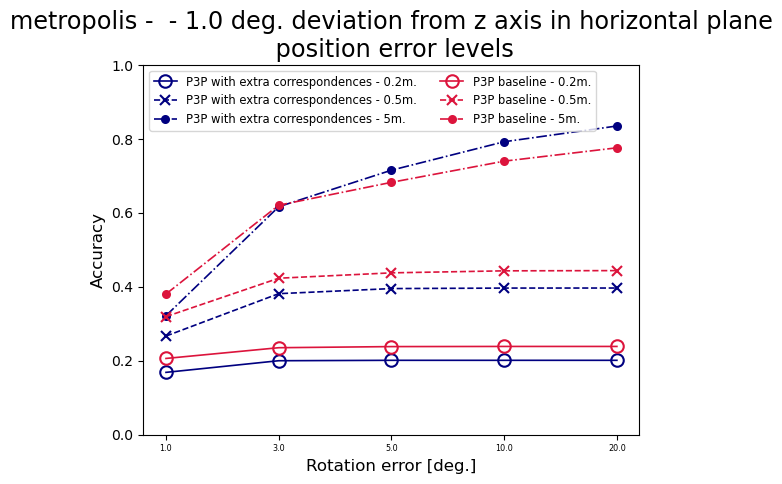 metropolis -  - 1.0 deg. deviation from z axis in horizontal plane
position error levels
P3P with extra correspondences - 0.2m.
P3P with extra correspondences - 0.5m.
P3P with extra correspondences - 5m.
P3P baseline - 0.2m.
P3P baseline - 0.5m.
P3P baseline - 5m.
1.0
0.8
0.6
0.4
0.2
0.0
Accuracy
1.0 3.0 5.0 10.0 20.0
Rotation error [deg.]